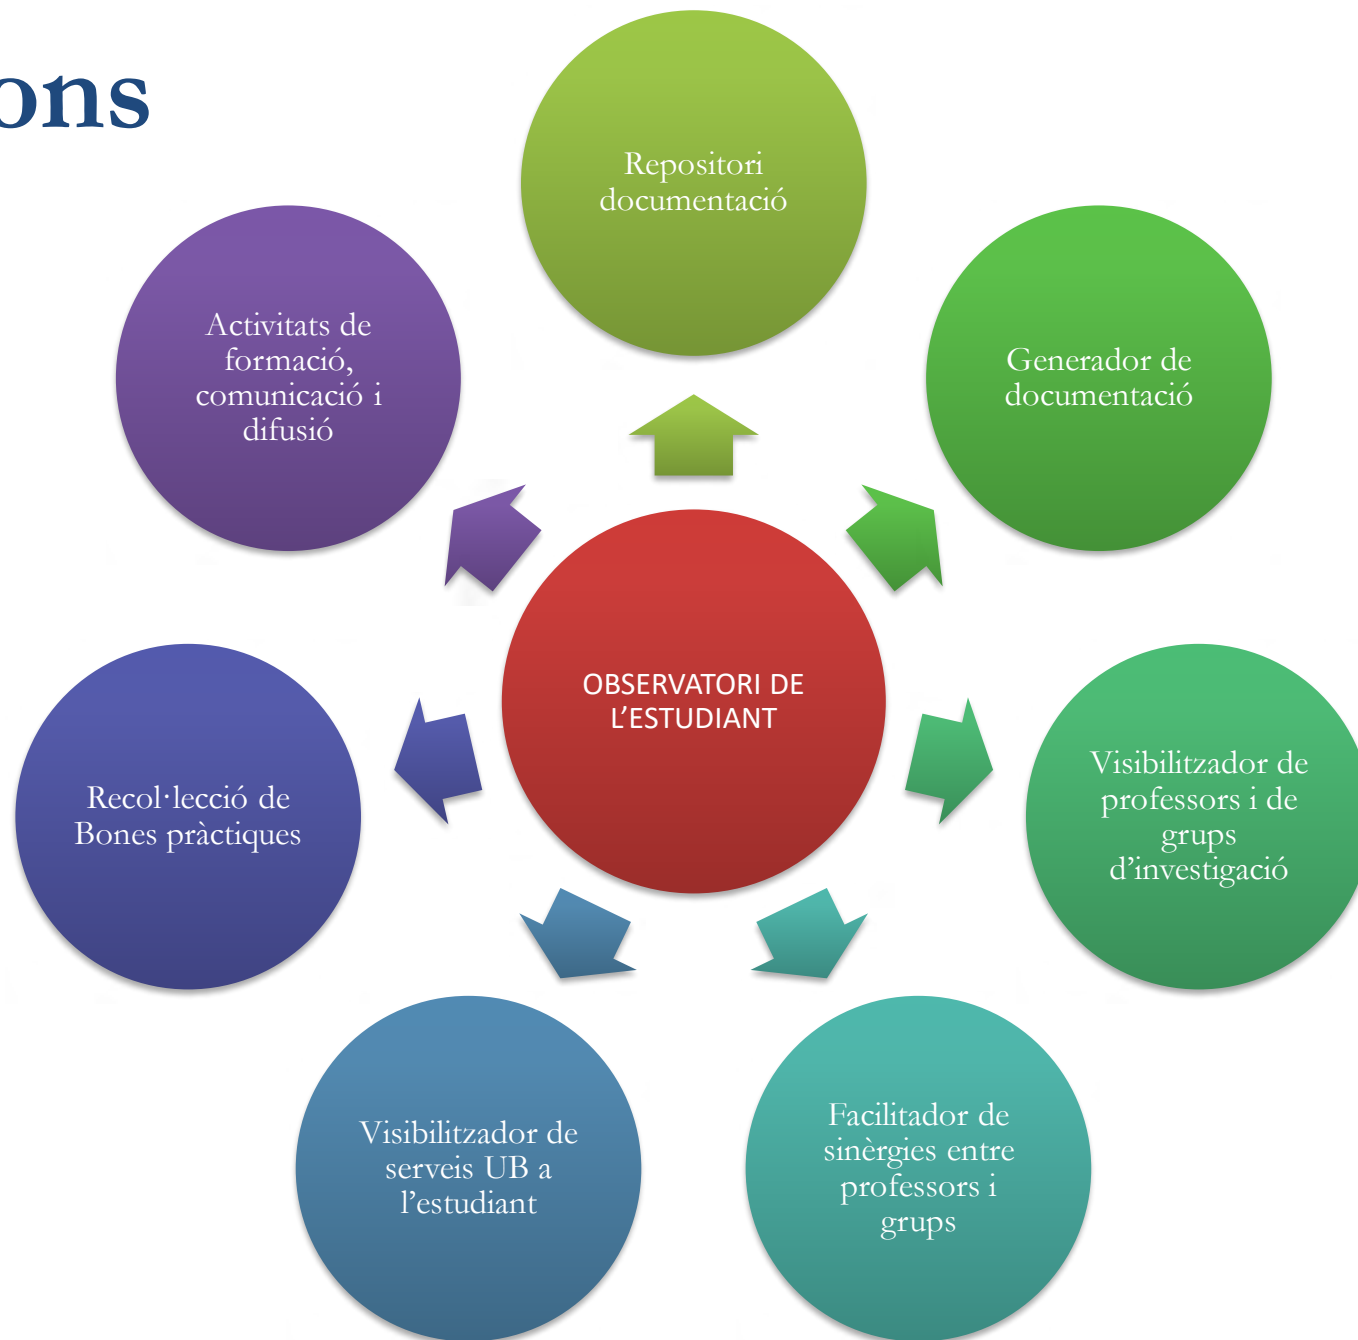 ons
Repositori
documentació
Generador de
documentació
Visibilitzador de
professors i de
grups
d’investigació
Facilitador de
sinèrgies entre
professors i
grups
Visibilitzador de
serveis UB a
l’estudiant
Recol·lecció de
Bones pràctiques
Activitats de
formació,
comunicació i
difusió
OBSERVATORI DE
L’ESTUDIANT